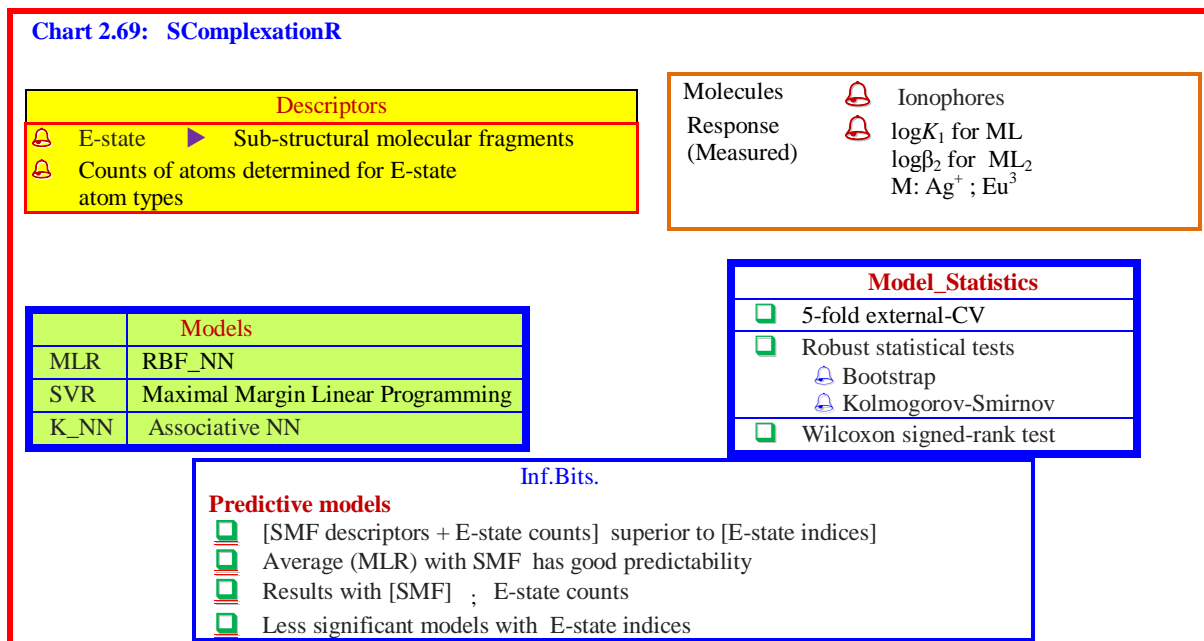 Chart 2.69: SComplexationR
Descriptors
E-state ▶ Sub-structural molecular fragments
Counts of atoms determined for E-state
atom types
Molecules Ionophores
Response logK₁ for ML
(Measured) logβ₂ for ML₂
M: Ag⁺ ; Eu³
Models
MLR RBF_NN
SVR Maximal Margin Linear Programming
K_NN Associative NN
Model_Statistics
5-fold external-CV
Robust statistical tests
Bootstrap
Kolmogorov-Smirnov
Wilcoxon signed-rank test
Inf.Bits.
Predictive models
[SMF descriptors + E-state counts] superior to [E-state indices]
Average (MLR) with SMF has good predictability
Results with [SMF] ; E-state counts
Less significant models with E-state indices